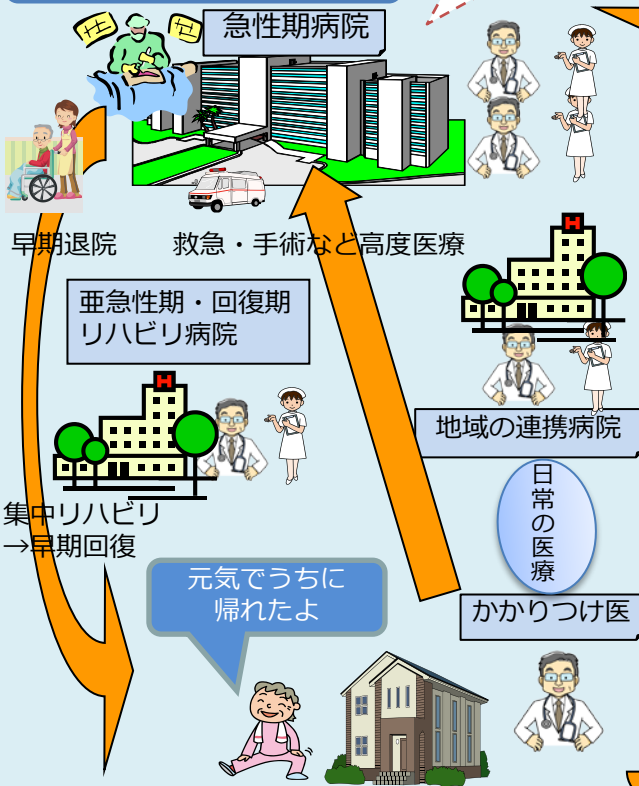 急性期病院
早期退院
救急・手術など高度医療
亜急性期・回復期
リハビリ病院
H
H
地域の連携病院
日常の医療
集中リハビリ
→早期回復
元気でうちに
帰れたよ
かかりつけ医